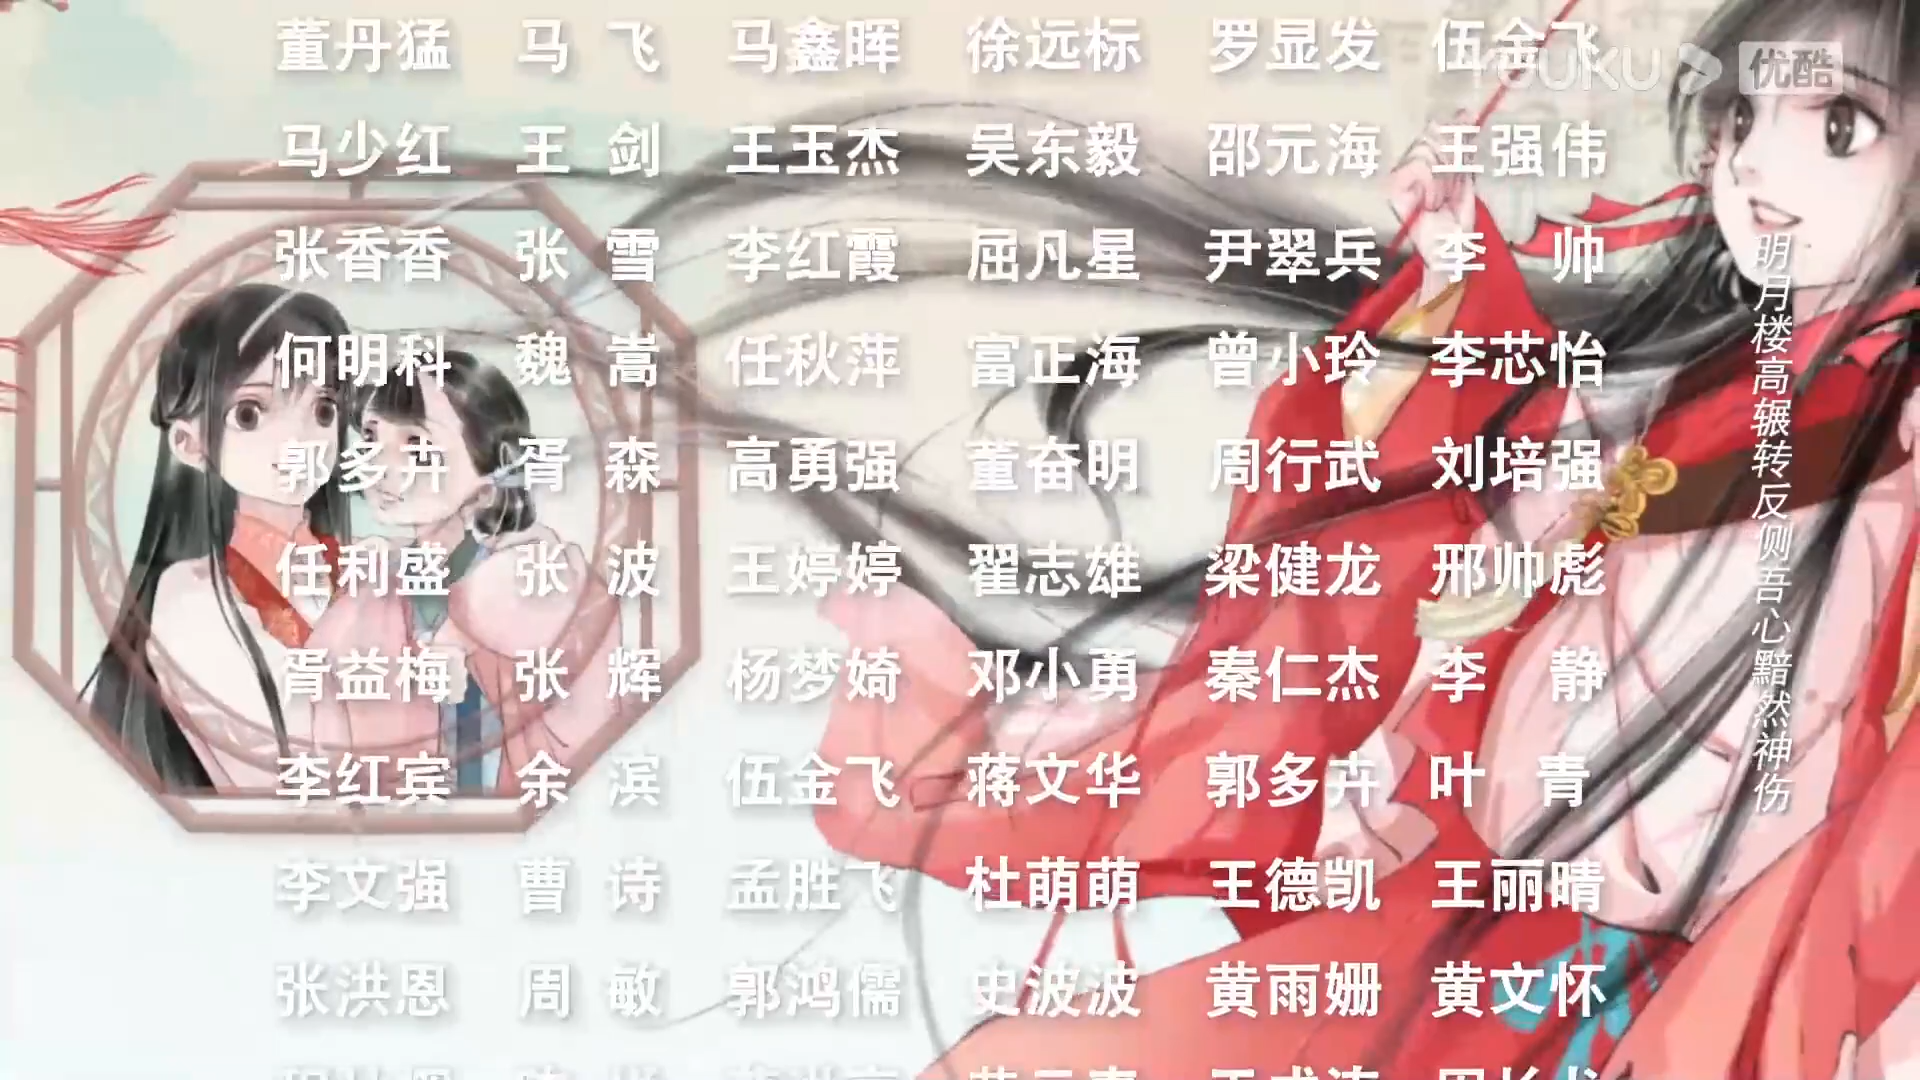 董丹猛 马飞 马鑫晖 徐远标 罗显发 伍金飞
YOUKU 优酷
马少红 王剑 王玉杰 吴东毅 邵元海 王强伟
张香香 张雪 李红霞 屈凡星 尹翠兵 李帅
何明科 魏嵩 任秋萍 富正海 曾小玲 李芯怡
郭多卉 胥森 高勇强 董奋明 周行武 刘培强
任利盛 张波 王婷婷 翟志雄 梁健龙 邢帅彪
胥益梅 张辉 杨梦婍 邓小勇 秦仁杰 李静
李红宾 余滨 伍金飞 蒋文华 郭多卉 叶青
李文强 曹诗 孟胜飞 杜萌萌 王德凯 王丽晴
张洪恩 周敏 郭鸿儒 史波波 黄雨姗 黄文怀
明月楼高辗转反侧吾心黯然神伤